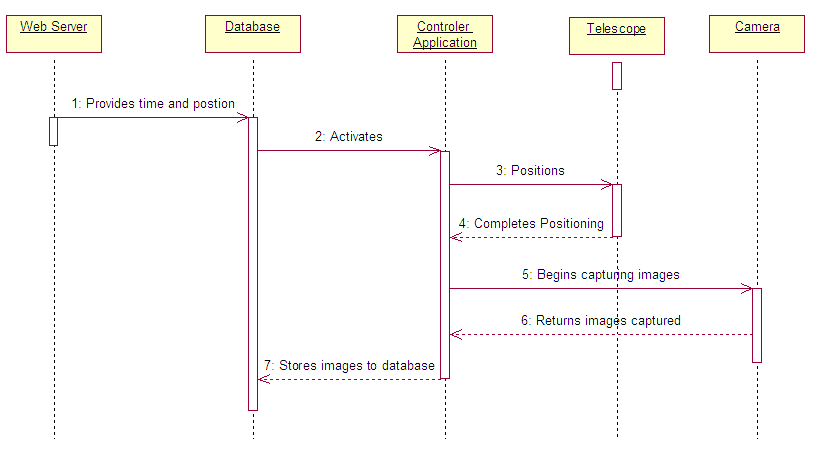 Web Server
Database
Controler
Application
Telescope
Camera
1: Provides time and postion
2: Activates
3: Positions
4: Completes Positioning
5: Begins capturing images
6: Returns images captured
7: Stores images to database